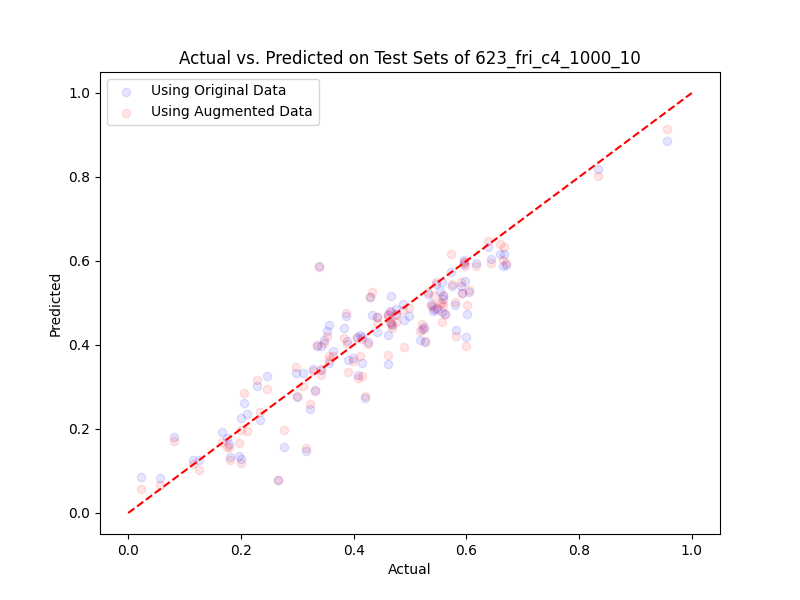 Actual vs. Predicted on Test Sets of 623_fri_c4_1000_10
Using Original Data
Using Augmented Data
1.0
0.8
0.6
0.4
0.2
0.0
Predicted
0.0 0.2 0.4 0.6 0.8 1.0
Actual